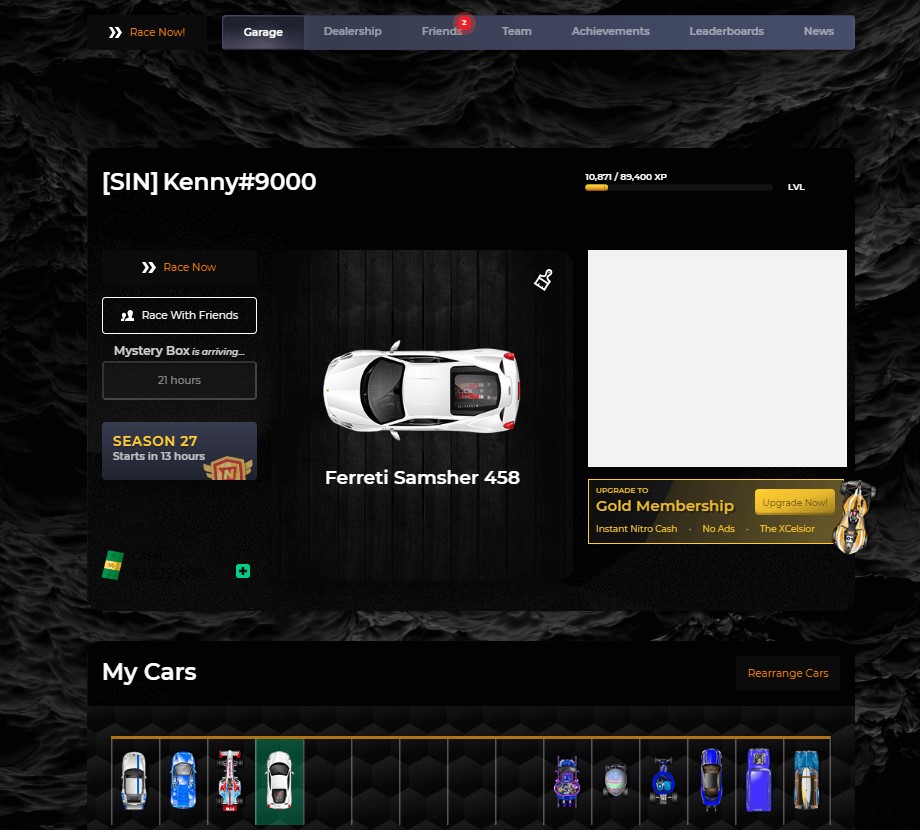 Race Now!
Garage
Dealership
Friends
2
Team
Achievements
Leaderboards
News
[SIN] Kenny#9000
10,871 / 89,400 XP
LVL
Race Now
Race With Friends
Mystery Box is arriving...
21 hours
SEASON 27
Starts in 13 hours
N
Ferreti Samsher 458
UPGRADE TO
Gold Membership
Upgrade Now!
Instant Nitro Cash - No Ads - The XCelsior
My Cars
Rearrange Cars